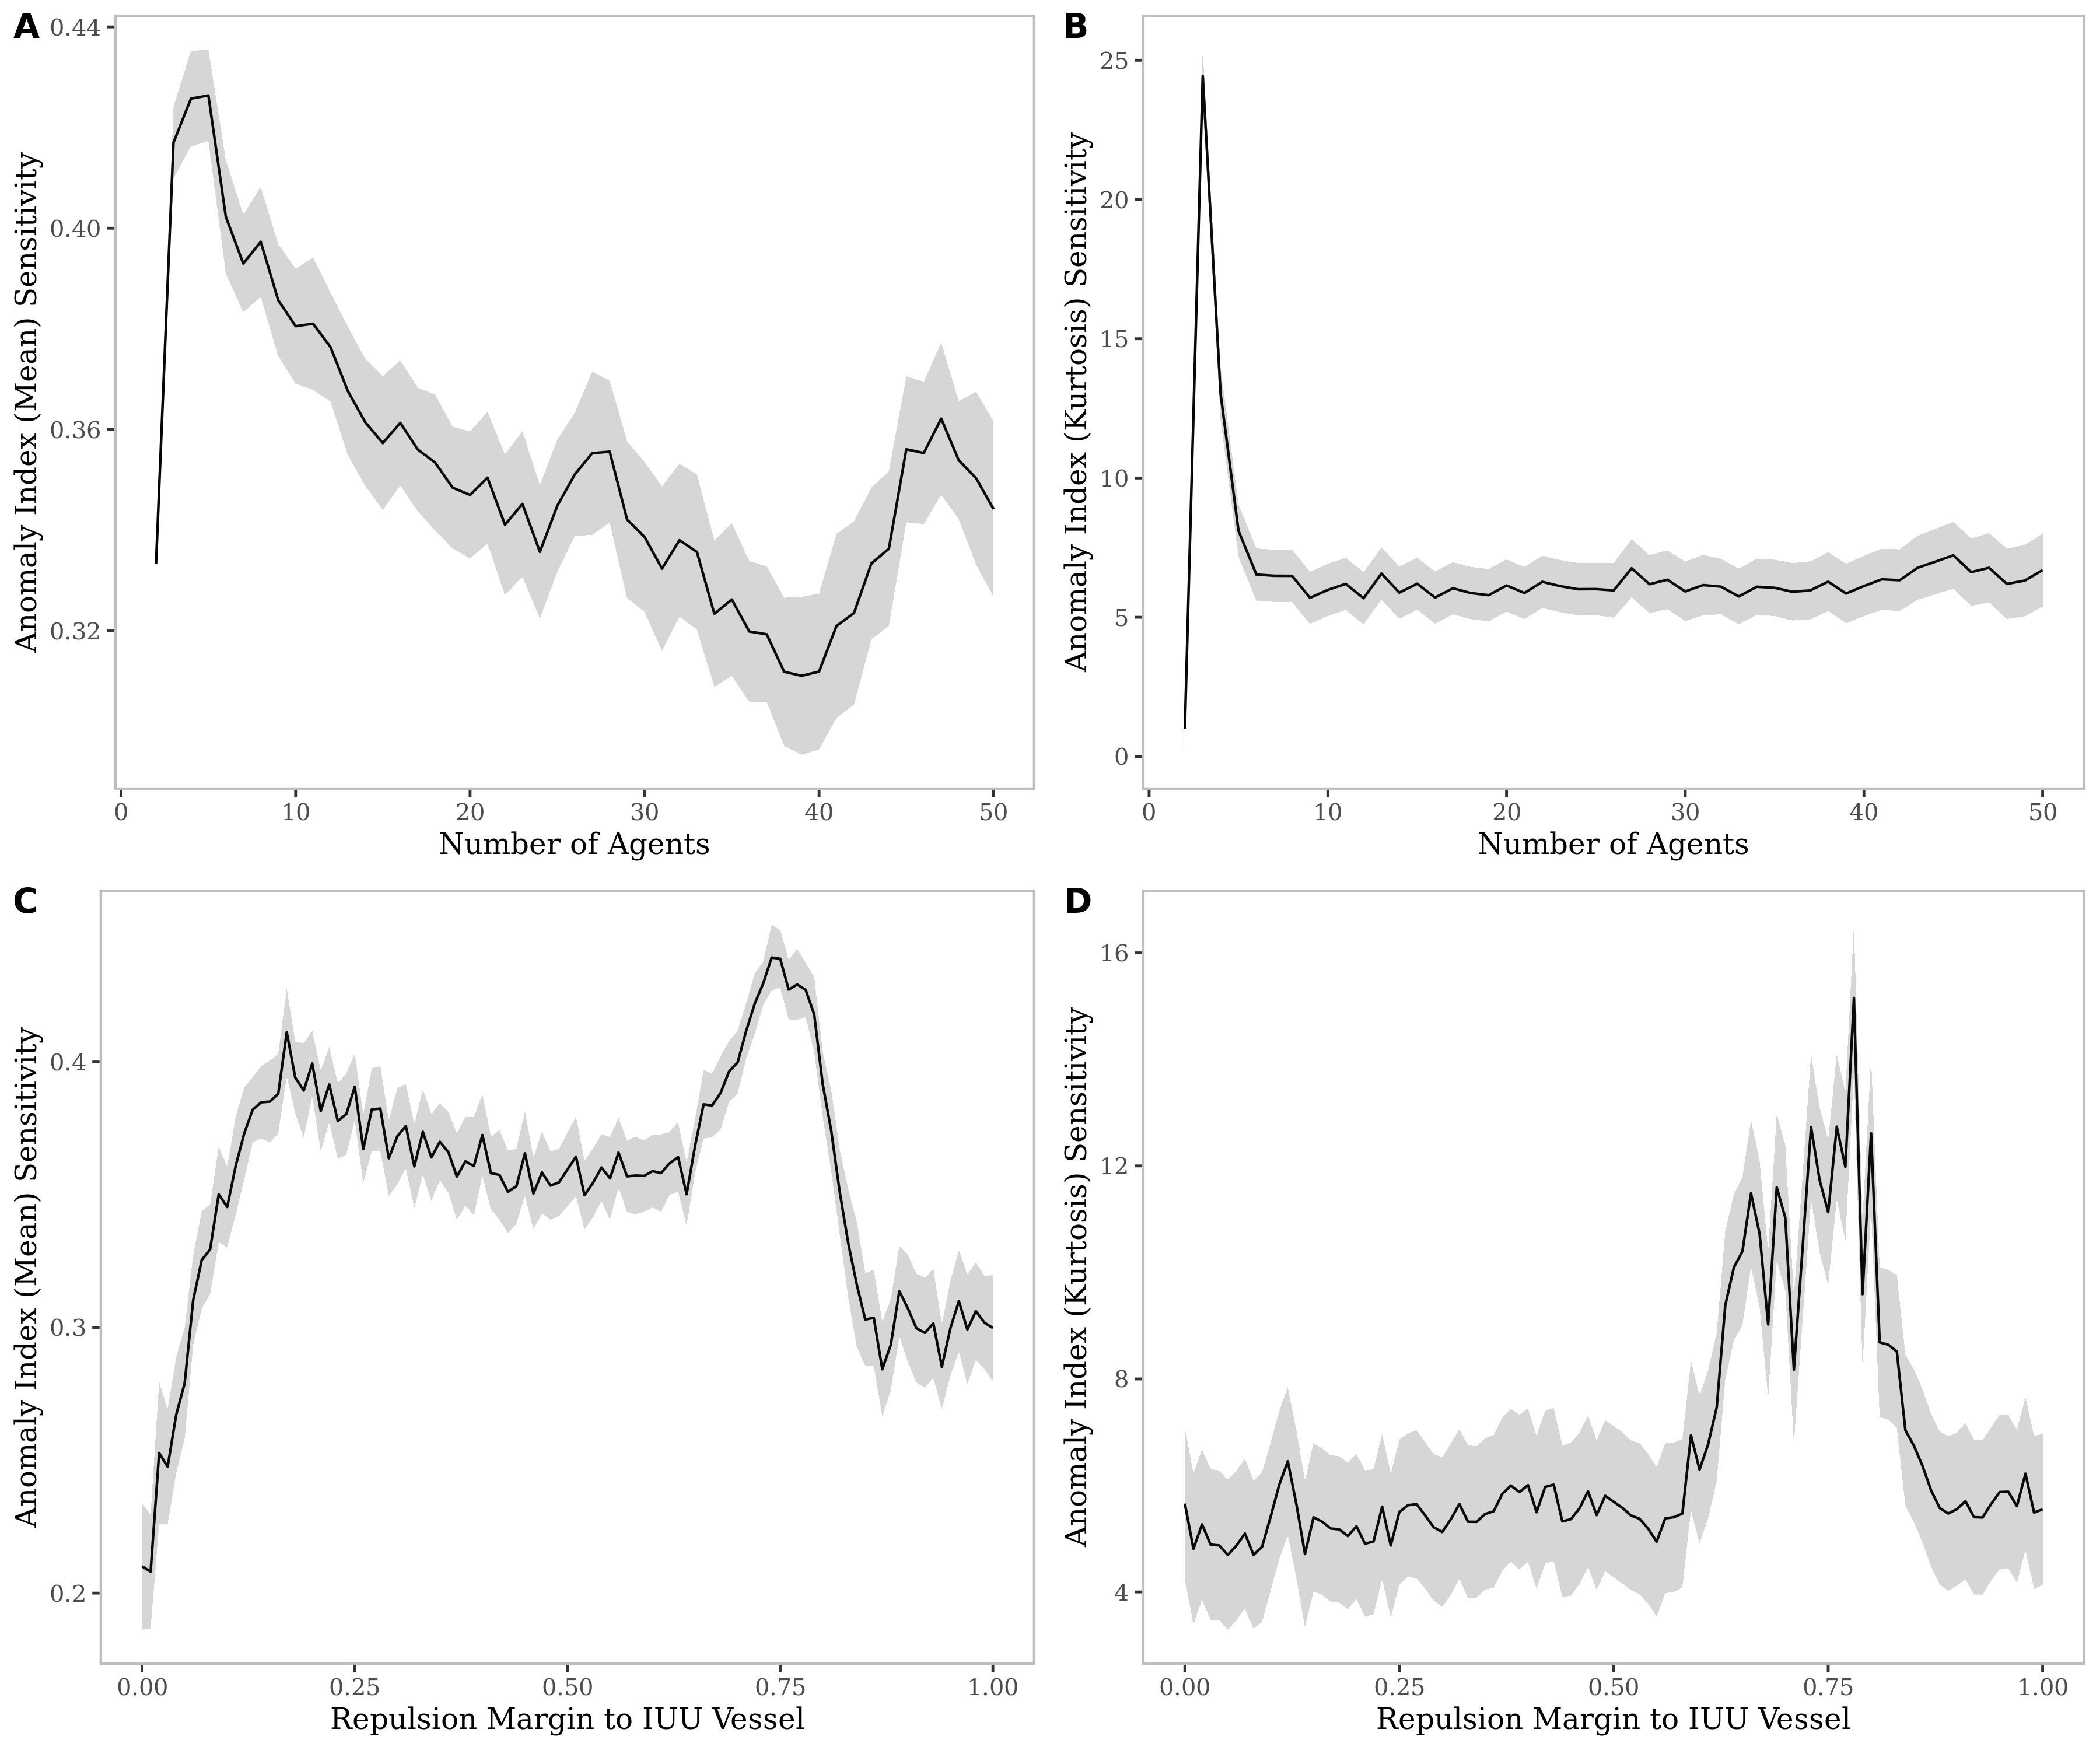 A
Anomaly Index (Mean) Sensitivity
0.44
0.40
0.36
0.32
0 10 20 30 40 50
Number of Agents
B
Anomaly Index (Kurtosis) Sensitivity
25
20
15
10
5
0
0 10 20 30 40 50
Number of Agents
C
Anomaly Index (Mean) Sensitivity
0.4
0.3
0.2
0.00 0.25 0.50 0.75 1.00
Repulsion Margin to IUU Vessel
D
Anomaly Index (Kurtosis) Sensitivity
16
12
8
4
0.00 0.25 0.50 0.75 1.00
Repulsion Margin to IUU Vessel